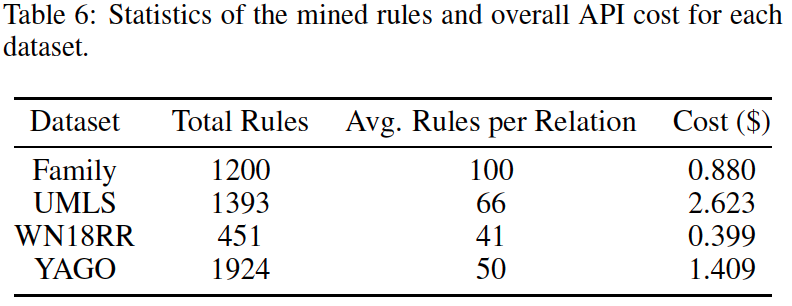 Table 6: Statistics of the mined rules and overall API cost for each
dataset.
Dataset Total Rules Avg. Rules per Relation Cost ($)
Family 1200 100 0.880
UMLS 1393 66 2.623
WN18RR 451 41 0.399
YAGO 1924 50 1.409